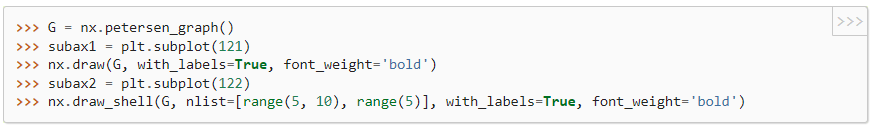 >>>
>>> G = nx.petersen_graph()
>>> subax1 = plt.subplot(121)
>>> nx.draw(G, with_labels=True, font_weight='bold')
>>> subax2 = plt.subplot(122)
>>> nx.draw_shell(G, nlist=[range(5, 10), range(5)], with_labels=True, font_weight='bold')